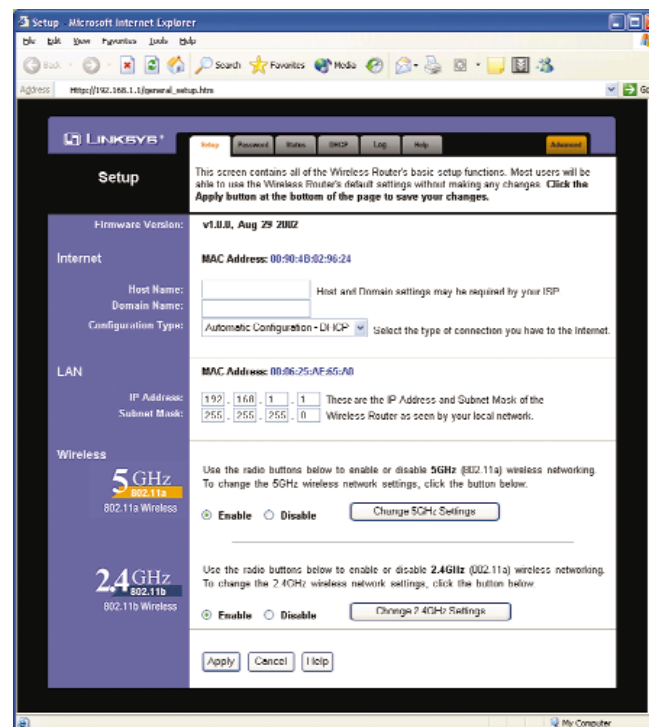 Setup - Microsoft Internet Explorer
File Edit View Favorites Tools Help
Back Search Favorites Media
Address http://192.168.1.1/general_setup.htm Go
LINKSYS®
Setup Password Status DHCP Log Help Advanced
Setup
This screen contains all of the Wireless Router's basic setup functions. Most users will be
able to use the Wireless Router's default settings without making any changes. Click the
Apply button at the bottom of the page to save your changes.
Firmware Version: v1.0.0, Aug 29 2002
Internet MAC Address: 00:90:4B:02:96:24
Host Name: Host and Domain settings may be required by your ISP
Domain Name:
Configuration Type: Automatic Configuration - DHCP Select the type of connection you have to the Internet.
LAN MAC Address: 00:06:25:AE:65:A0
IP Address: 192 . 168 . 1 . 1 These are the IP Address and Subnet Mask of the
Subnet Mask: 255 . 255 . 255 . 0 Wireless Router as seen by your local network.
Wireless
5 GHz
802.11a
802.11a Wireless
Use the radio buttons below to enable or disable 5GHz (802.11a) wireless networking.
To change the 5GHz wireless network settings, click the button below.
Enable Disable Change 5GHz Settings
2.4 GHz
802.11b
802.11b Wireless
Use the radio buttons below to enable or disable 2.4GHz (802.11a) wireless networking.
To change the 2.4GHz wireless network settings, click the button below
Enable Disable Change 2.4GHz Settings
Apply Cancel Help
My Computer